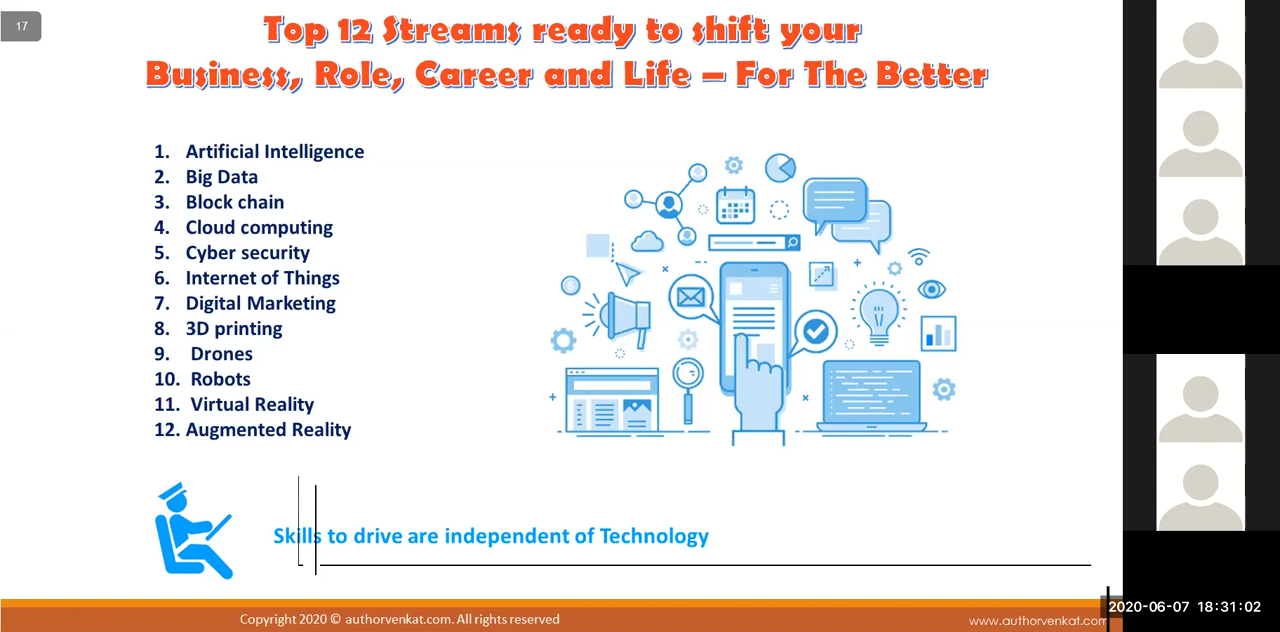 17
Top 12 Streams ready to shift your
Business, Role, Career and Life – For The Better
1. Artificial Intelligence
2. Big Data
3. Block chain
4. Cloud computing
5. Cyber security
6. Internet of Things
7. Digital Marketing
8. 3D printing
9. Drones
10. Robots
11. Virtual Reality
12. Augmented Reality
Skills to drive are independent of Technology
Copyright 2020 © authorvenkat.com. All rights reserved
www.authorvenkat.com
2020-06-07 18:31:02